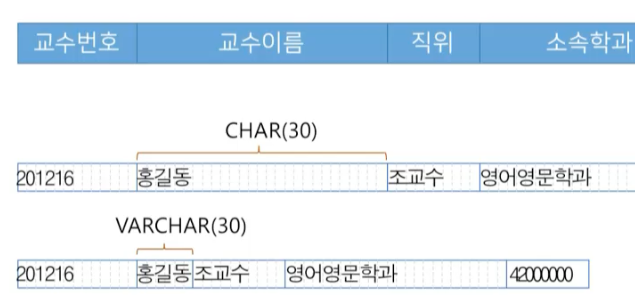 교수번호 교수이름 직위 소속학과
CHAR(30)
201216 홍길동 조교수 영어영문학과
VARCHAR(30)
201216 홍길동 조교수 영어영문학과 42000000